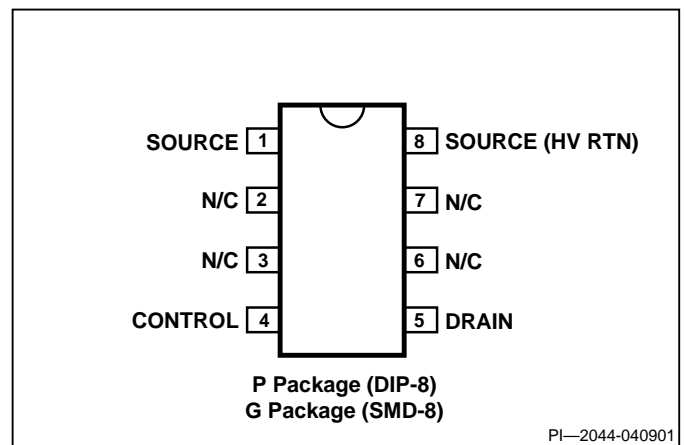 SOURCE 1 8 SOURCE (HV RTN)
N/C 2 7 N/C
N/C 3 6 N/C
CONTROL 4 5 DRAIN
P Package (DIP-8)
G Package (SMD-8)
PI—2044-040901